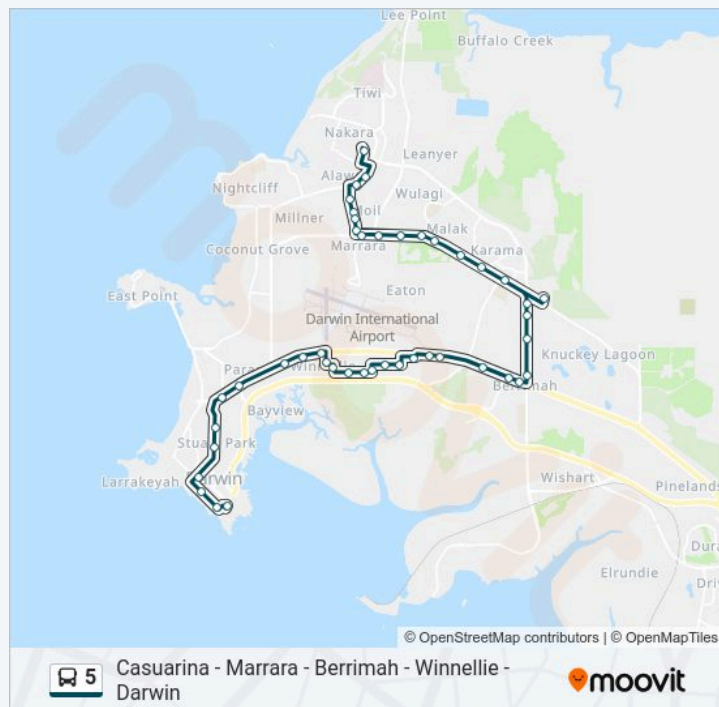 Lee Point
Buffalo Creek
Tiwi
Nakara
Leanyer
Alaw
Nightcliff
Wulagi
Moil
Millner
Malak
Marrara
Karama
Coconut Grove
Eaton
East Point
Darwin International
Airport
Knuckey Lagoon
Para
Winnellie
Berrimah
Bayview
Stuart Park
Larrakeyah
Darwin
Wishart
Pinelands
Elrundie
Dura
Driv
© OpenStreetMap contributors | © OpenMapTiles
5
Casuarina - Marrara - Berrimah - Winnellie -
Darwin
moovit